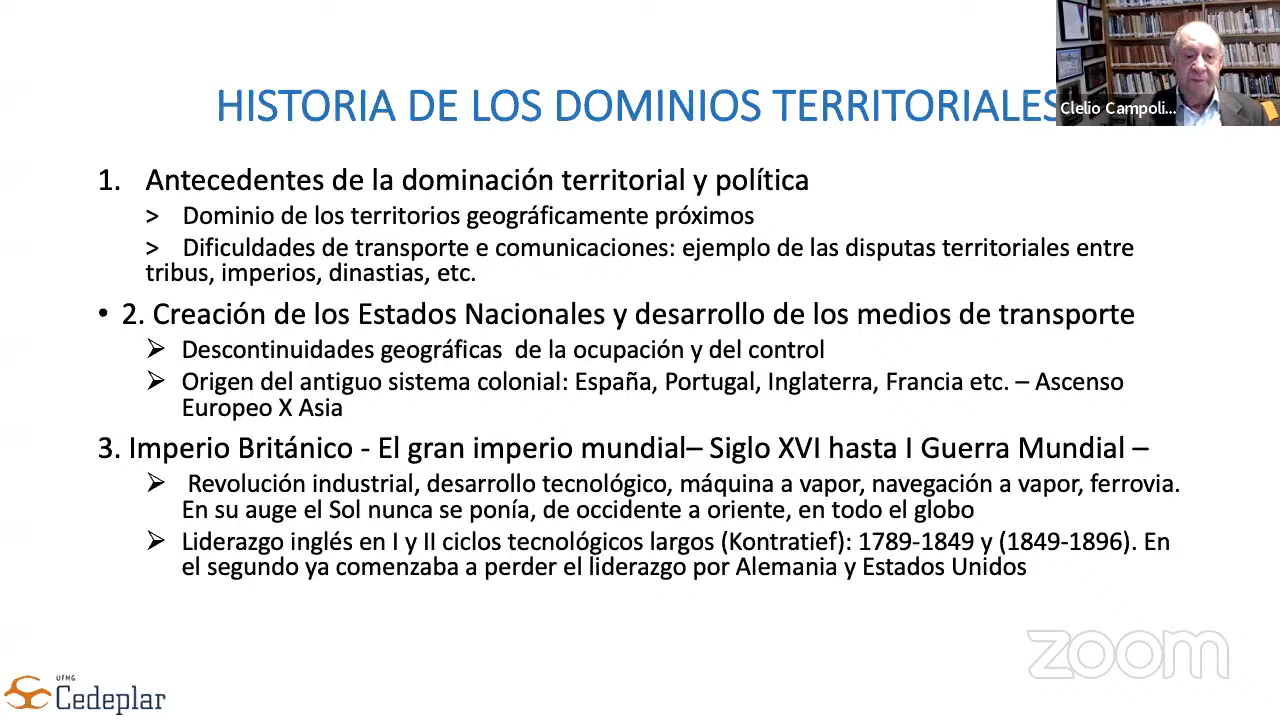 HISTORIA DE LOS DOMINIOS TERRITORIALES
Clelio Campoli...
1. Antecedentes de la dominación territorial y política
> Dominio de los territorios geográficamente próximos
> Dificuldades de transporte e comunicaciones: ejemplo de las disputas territoriales entre
tribus, imperios, dinastias, etc.
• 2. Creación de los Estados Nacionales y desarrollo de los medios de transporte
➢ Descontinuidades geográficas de la ocupación y del control
➢ Origen del antiguo sistema colonial: España, Portugal, Inglaterra, Francia etc. – Ascenso
Europeo X Asia
3. Imperio Británico - El gran imperio mundial– Siglo XVI hasta I Guerra Mundial –
➢ Revolución industrial, desarrollo tecnológico, máquina a vapor, navegación a vapor, ferrovia.
En su auge el Sol nunca se ponía, de occidente a oriente, en todo el globo
➢ Liderazgo inglés en I y II ciclos tecnológicos largos (Kontratief): 1789-1849 y (1849-1896). En
el segundo ya comenzaba a perder el liderazgo por Alemania y Estados Unidos
zoom
UFMG
Cedeplar